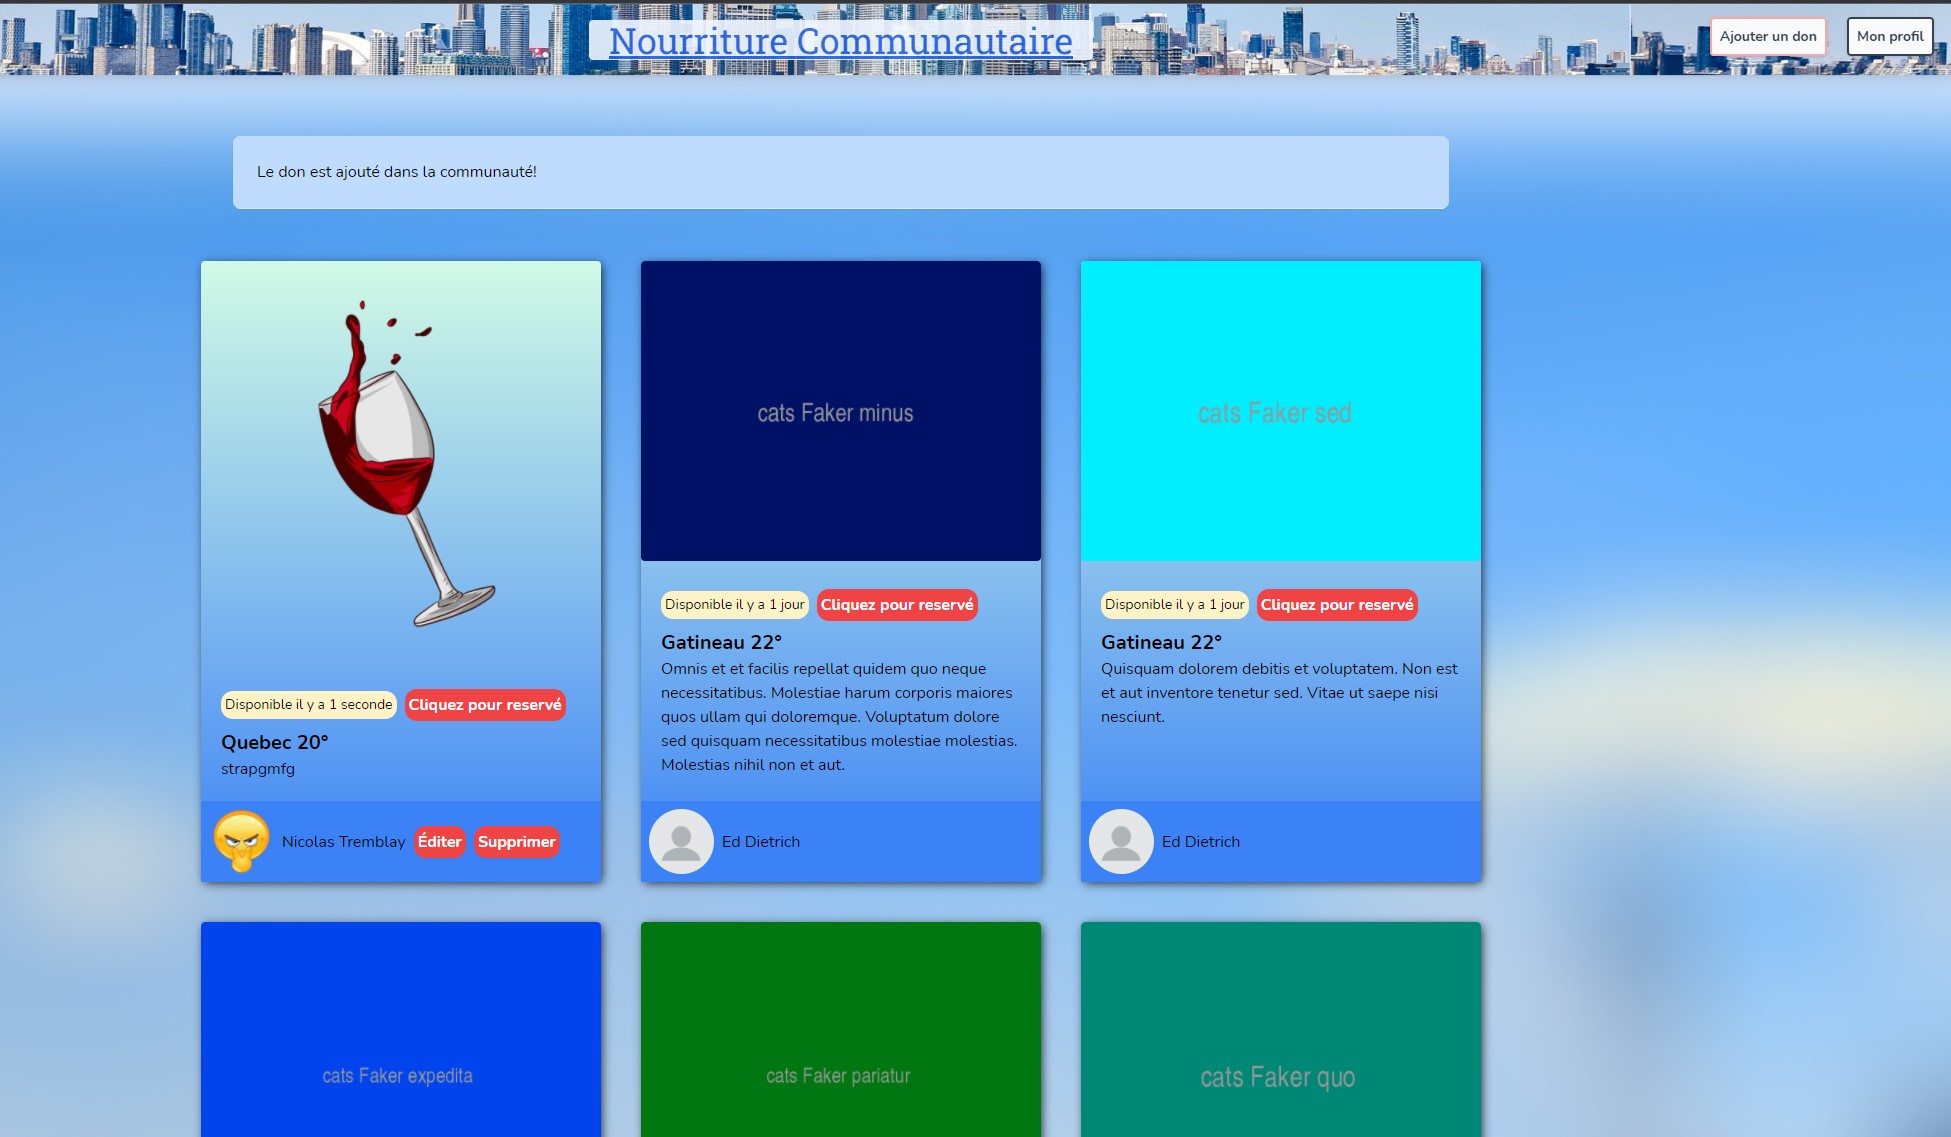 Nourriture Communautaire
Ajouter un don
Mon profil
Le don est ajouté dans la communauté!
Disponible il y a 1 seconde
Cliquez pour reservé
Quebec 20°
strapgmfg
Nicolas Tremblay
Éditer
Supprimer
cats Faker minus
Disponible il y a 1 jour
Cliquez pour reservé
Gatineau 22°
Omnis et et facilis repellat quidem quo neque
necessitatibus. Molestiae harum corporis maiores
quos ullam qui doloremque. Voluptatum dolore
sed quisquam necessitatibus molestiae molestias.
Molestias nihil non et aut.
Ed Dietrich
cats Faker sed
Disponible il y a 1 jour
Cliquez pour reservé
Gatineau 22°
Quisquam dolorem debitis et voluptatem. Non est
et aut inventore tenetur sed. Vitae ut saepe nisi
nesciunt.
Ed Dietrich
cats Faker expedita
cats Faker pariatur
cats Faker quo